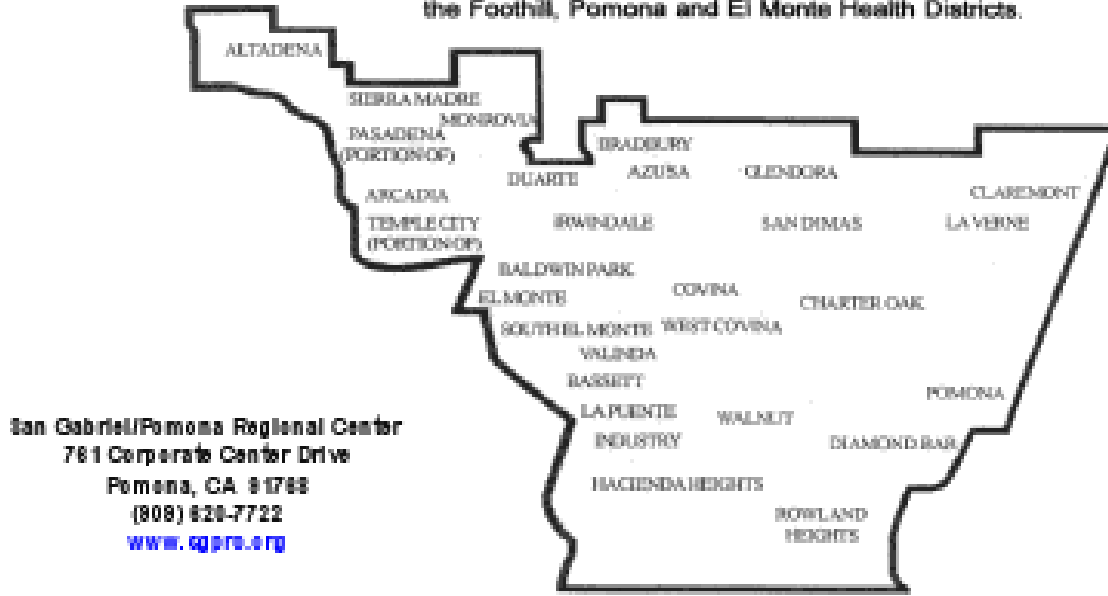 the Foothill, Pomona and El Monte Health Districts.
ALTADENA
SIERRA MADRE
MONROVIA
PASADENA
(PORTION OF)
BRADBURY
DUARTE
AZUSA
GLENDORA
CLAREMONT
ARCADIA
TEMPLE CITY
(PORTION OF)
IRWINDALE
SAN DIMAS
LA VERNE
BALDWIN PARK
EL MONTE
COVINA
CHARTER OAK
SOUTH EL MONTE
WEST COVINA
VALINDA
BASSETT
POMONA
LA PUENTE
WALNUT
INDUSTRY
DIAMOND BAR
HACIENDA HEIGHTS
ROWLAND
HEIGHTS
San Gabriel/Pomona Regional Center
761 Corporate Center Drive
Pomona, CA 91768
(909) 620-7722
www.sgprc.org